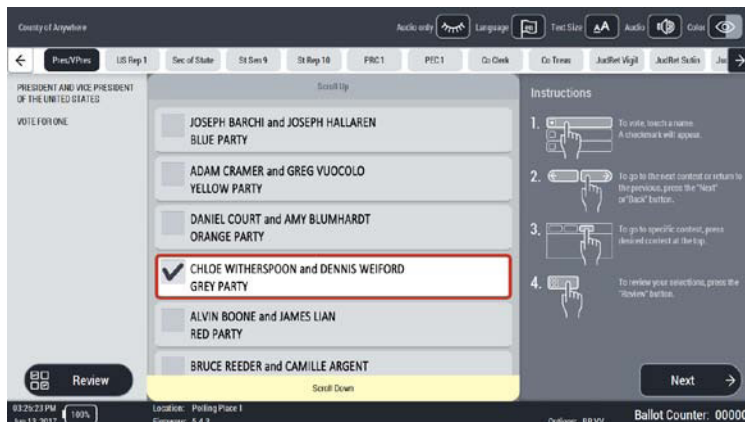 County of Anywhere
Audio only
Language
Text Size
AA
Audio
Color
Pres/VPres
US Rep 1
Sec of State
St Sen 9
St Rep 10
PRC 1
PEC 1
Co Clerk
Co Treas
JudRet Vigil
JudRet Sutin
PRESIDENT AND VICE PRESIDENT
OF THE UNITED STATES
VOTE FOR ONE
Scroll Up
JOSEPH BARCHI and JOSEPH HALLAREN
BLUE PARTY
ADAM CRAMER and GREG VUOCOLO
YELLOW PARTY
DANIEL COURT and AMY BLUMHARDT
ORANGE PARTY
CHLOE WITHERSPOON and DENNIS WEIFORD
GREY PARTY
ALVIN BOONE and JAMES LIAN
RED PARTY
BRUCE REEDER and CAMILLE ARGENT
Scroll Down
Instructions
1. To vote, touch a name.
A checkmark will appear.
2. To go to the next contest or return to
the previous, press the "Next"
or "Back" button.
3. To go to specific contest, press
desired contest at the top.
4. To review your selections, press the
"Review" button.
Review
Next
03:26:23 PM
2017
100%
Location: Polling Place 1
5.4.3
Ballot Counter: 00000